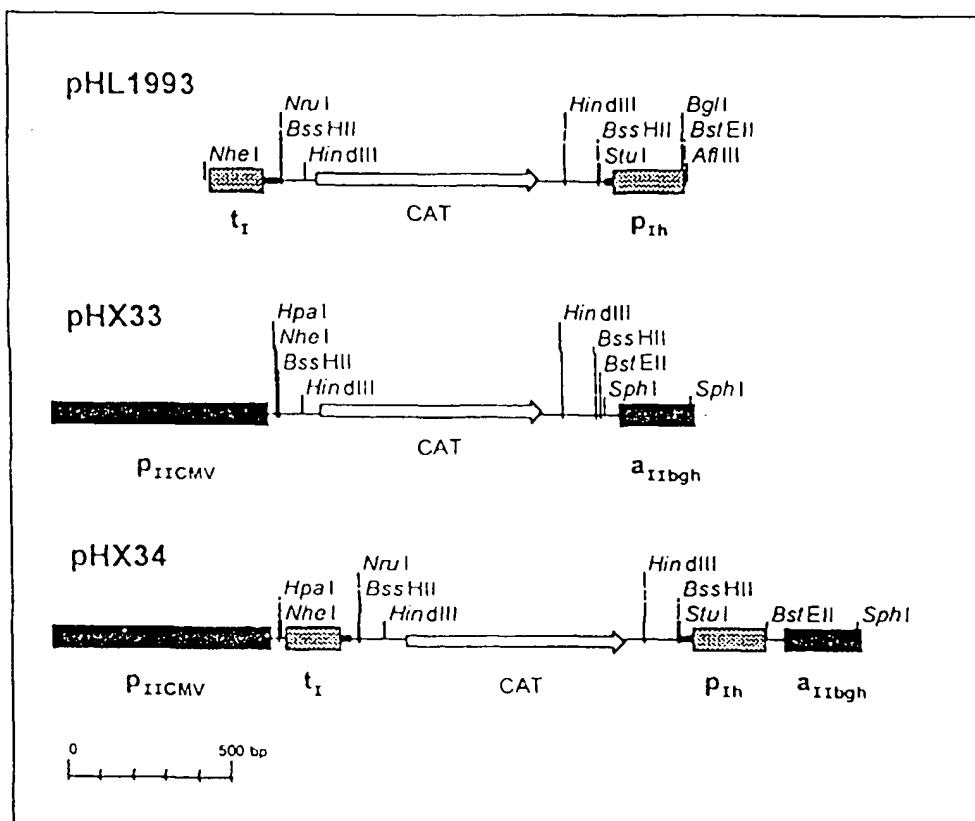 pHL1993
NruI
BssHII
NheI
HindIII
HindIII
BssHII
StuI
BglI
BstEII
AflIII
CAT
tI
pIh
pHX33
HpaI
NheI
BssHII
HindIII
HindIII
BssHII
BstEII
SphI
SphI
CAT
pIICMV
aIIbgh
pHX34
HpaI
NheI
NruI
BssHII
HindIII
HindIII
BssHII
StuI
BstEII
SphI
pIICMV
tI
CAT
pIh
aIIbgh
0
500 bp